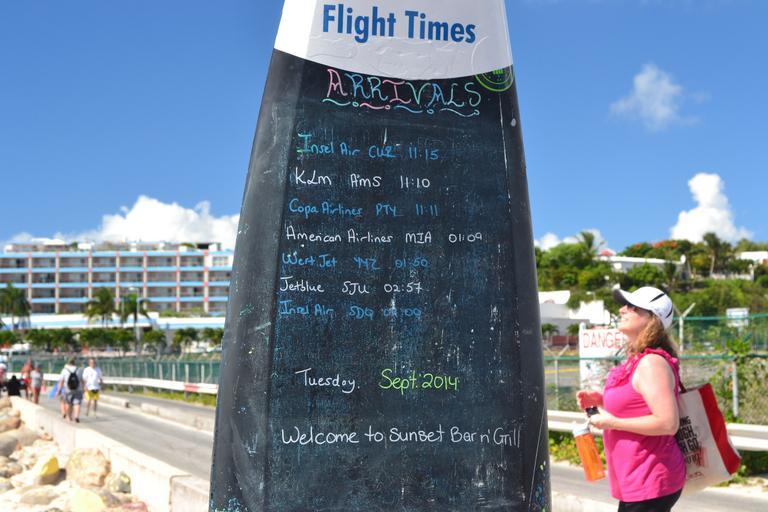 Flight Times
ARRIVALS
Insel Air CUR 11:15
KLM AMS 11:10
Copa Airlines PTY 11:11
American Airlines MIA 01:09
West Jet YYZ 01:50
Jetblue SJU 02:57
Insel Air SDQ
Tuesday. Sept. 2014
Welcome to Sunset Bar n' Grill
DANGER